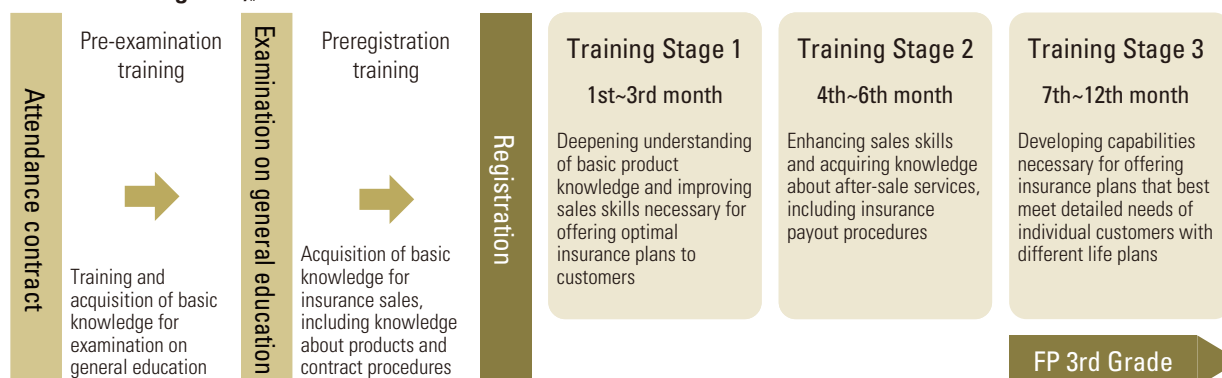 Attendance contract
Pre-examination
training
Training and
acquisition of basic
knowledge for
examination on
general education
Examination on general education
Preregistration
training
Acquisition of basic
knowledge for
insurance sales,
including knowledge
about products and
contract procedures
Registration
Training Stage 1
1st~3rd month
Deepening understanding
of basic product
knowledge and improving
sales skills necessary for
offering optimal
insurance plans to
customers
Training Stage 2
4th~6th month
Enhancing sales skills
and acquiring knowledge
about after-sale services,
including insurance
payout procedures
Training Stage 3
7th~12th month
Developing capabilities
necessary for offering
insurance plans that best
meet detailed needs of
individual customers with
different life plans
FP 3rd Grade